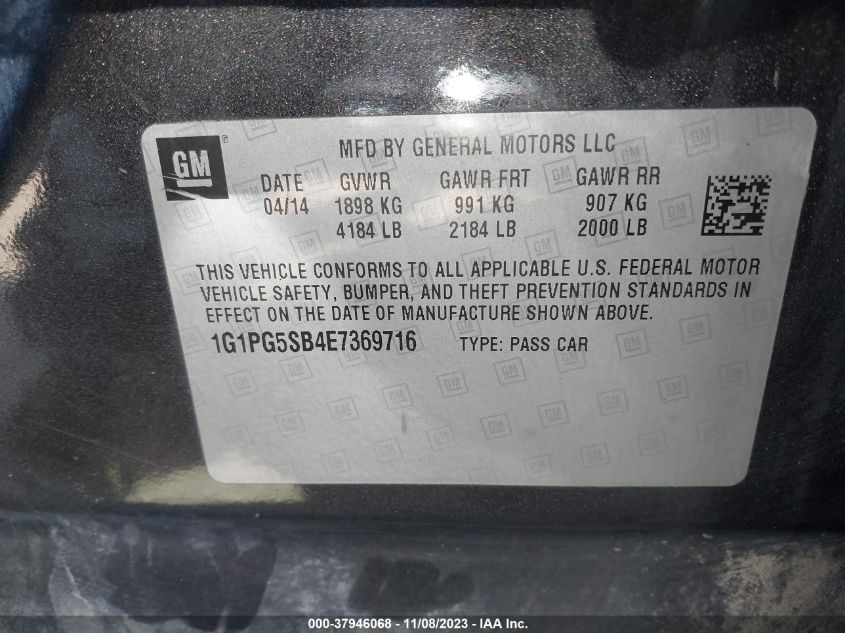 GM®
MFD BY GENERAL MOTORS LLC
DATE GVWR GAWR FRT GAWR RR
04/14 1898 KG 991 KG 907 KG
4184 LB 2184 LB 2000 LB
THIS VEHICLE CONFORMS TO ALL APPLICABLE U.S. FEDERAL MOTOR
VEHICLE SAFETY, BUMPER, AND THEFT PREVENTION STANDARDS IN
EFFECT ON THE DATE OF MANUFACTURE SHOWN ABOVE.
1G1PG5SB4E7369716 TYPE: PASS CAR
000-37946068 - 11/08/2023 - IAA Inc.